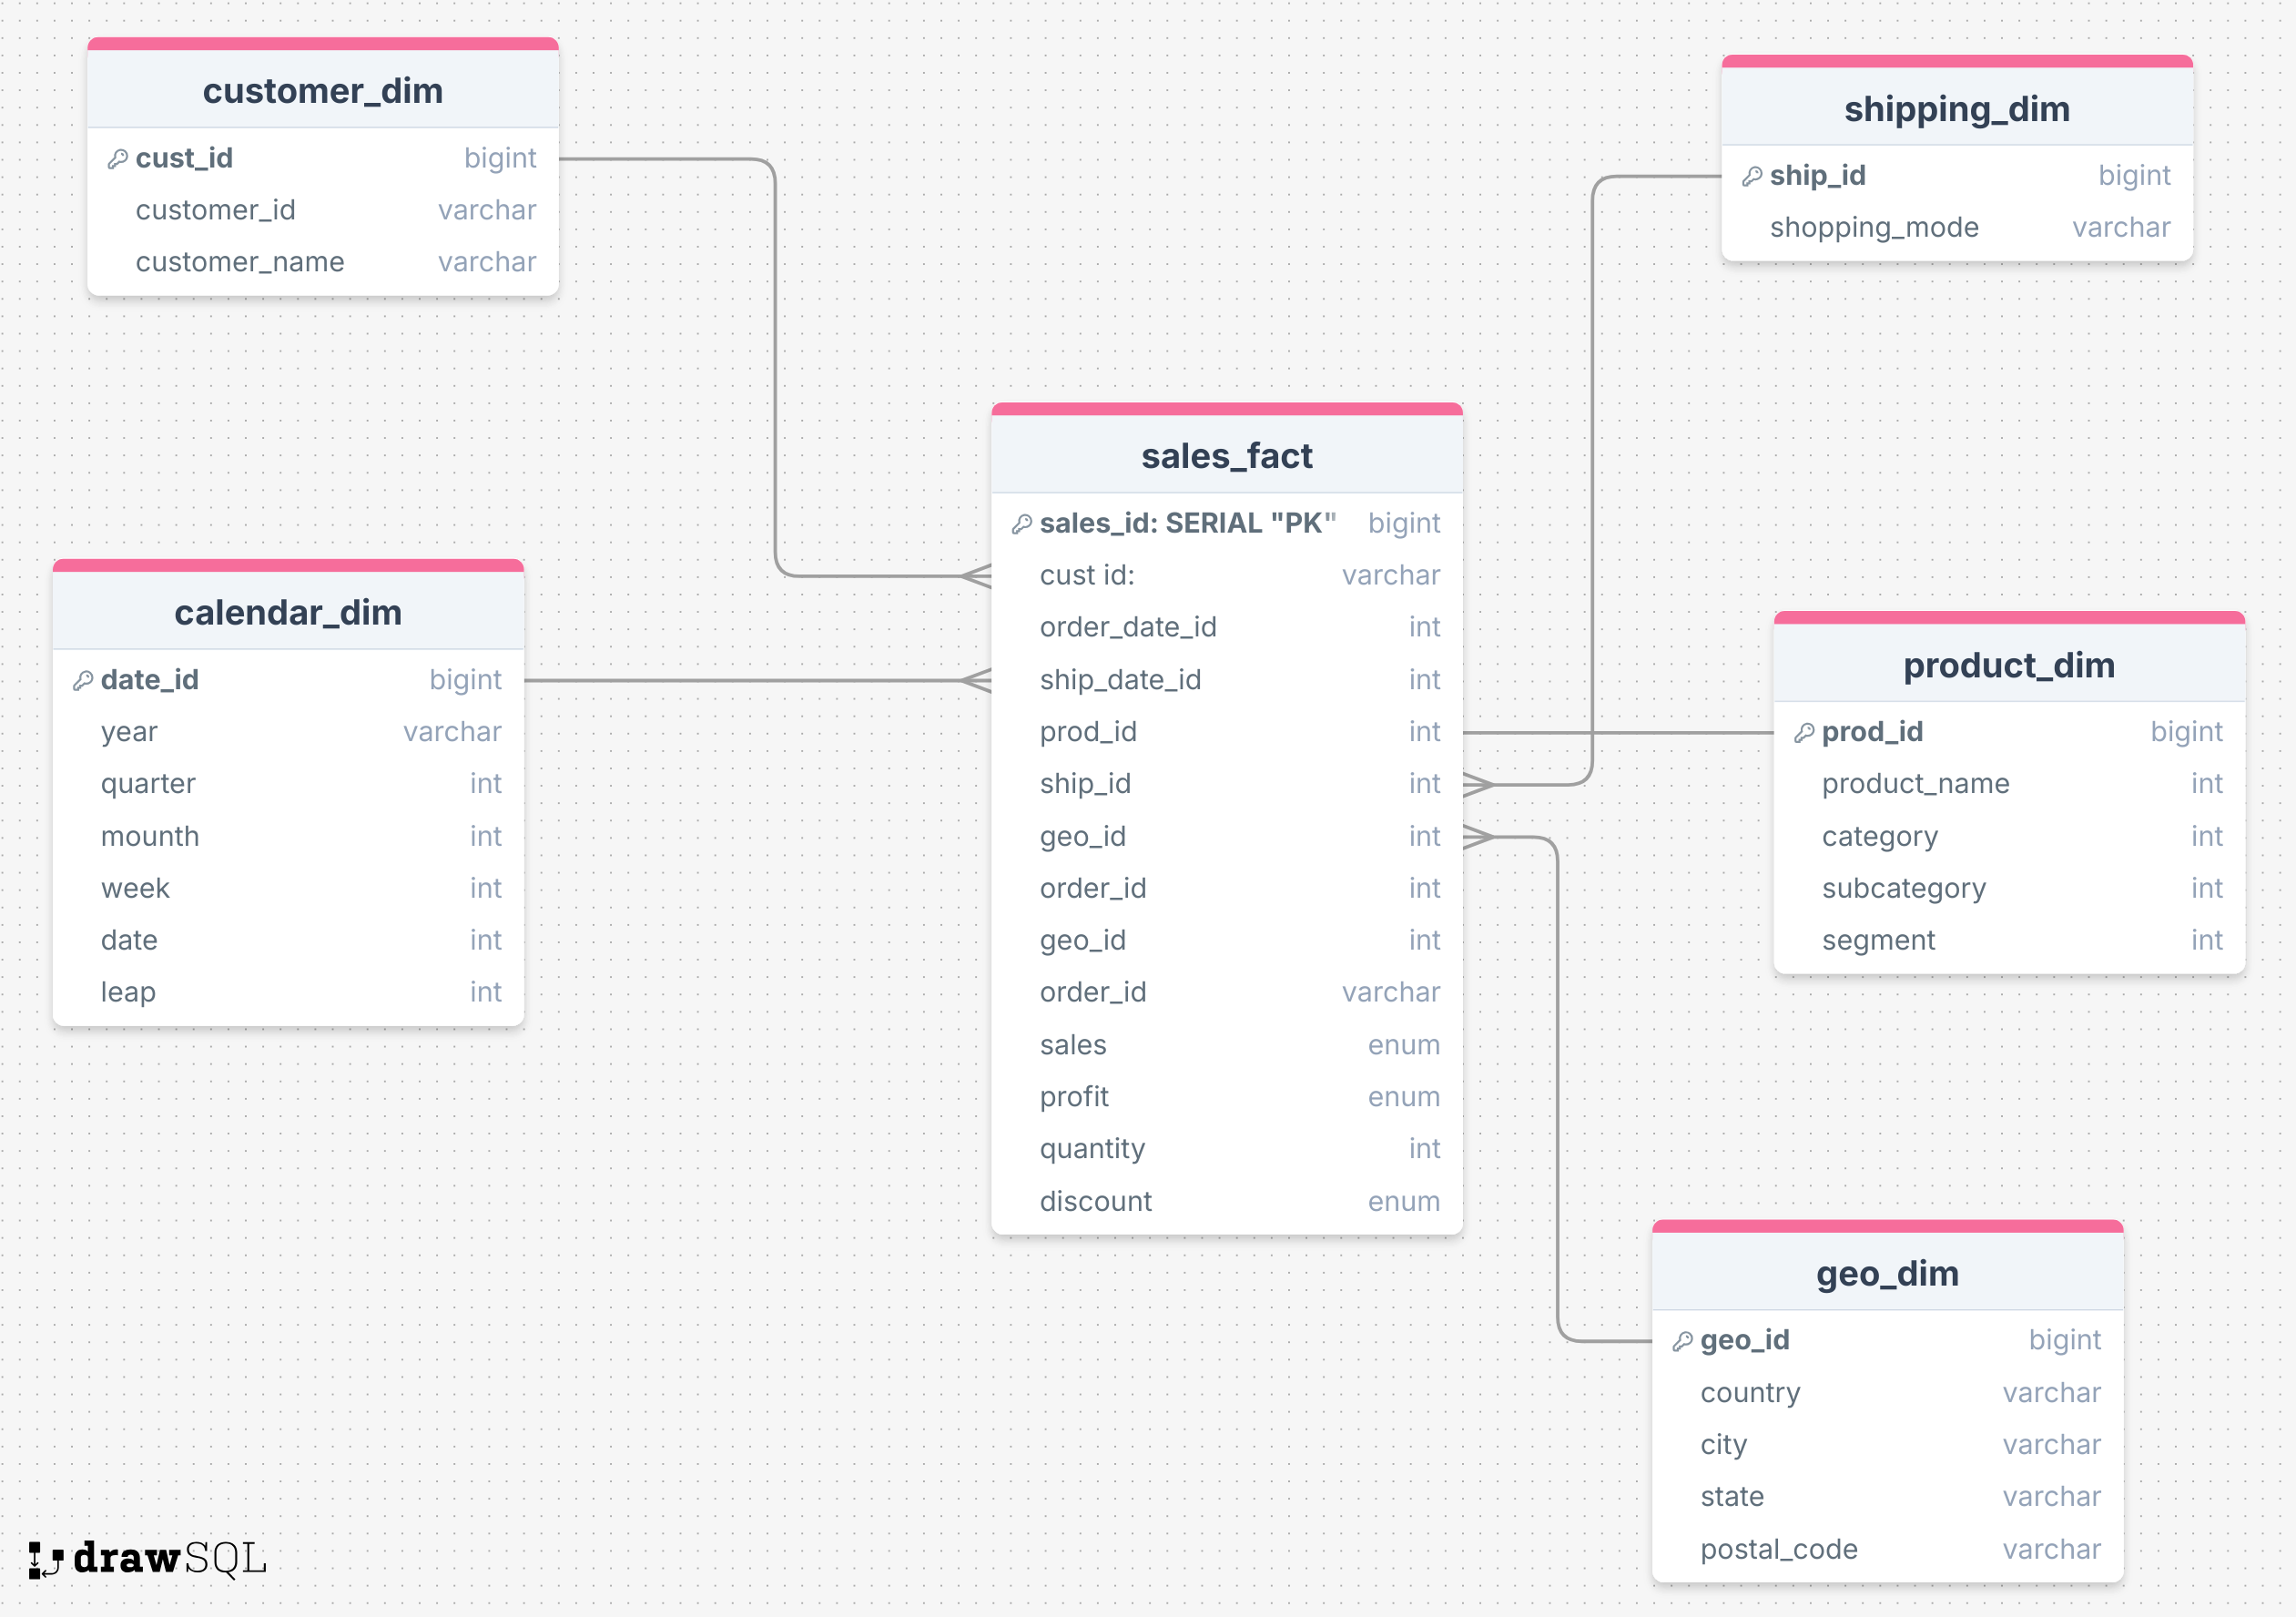 customer_dim
cust_id bigint
customer_id varchar
customer_name varchar
shipping_dim
ship_id bigint
shopping_mode varchar
sales_fact
sales_id: SERIAL "PK" bigint
cust id: varchar
order_date_id int
ship_date_id int
prod_id int
ship_id int
geo_id int
order_id int
geo_id int
order_id varchar
sales enum
profit enum
quantity int
discount enum
calendar_dim
date_id bigint
year varchar
quarter int
mounth int
week int
date int
leap int
product_dim
prod_id bigint
product_name int
category int
subcategory int
segment int
geo_dim
geo_id bigint
country varchar
city varchar
state varchar
postal_code varchar
drawSQL